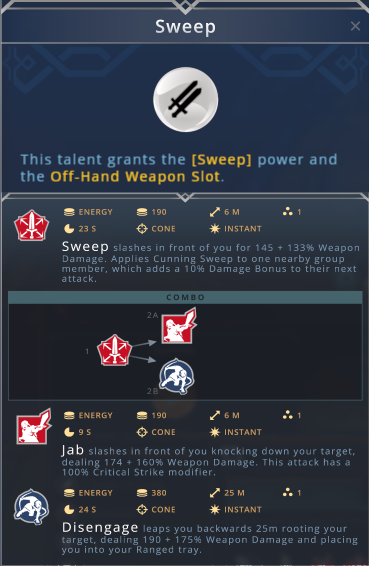 Sweep
This talent grants the [Sweep] power and
the Off-Hand Weapon Slot.
ENERGY 190 6 M 1
23 S CONE INSTANT
Sweep slashes in front of you for 145 + 133% Weapon
Damage. Applies Cunning Sweep to one nearby group
member, which adds a 10% Damage Bonus to their next
attack.
COMBO
2A
1
2B
ENERGY 190 6 M 1
9 S CONE INSTANT
Jab slashes in front of you knocking down your target,
dealing 174 + 160% Weapon Damage. This attack has a
100% Critical Strike modifier.
ENERGY 380 25 M 1
24 S CONE INSTANT
Disengage leaps you backwards 25m rooting your
target, dealing 190 + 175% Weapon Damage and placing
you into your Ranged tray.